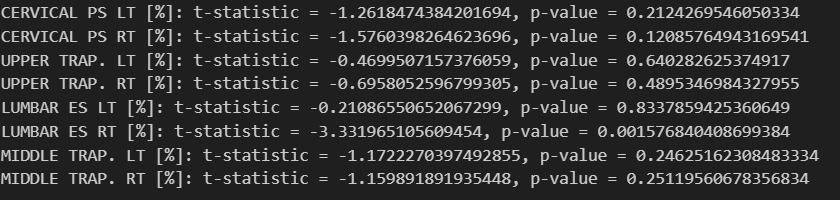 CERVICAL PS LT [%]: t-statistic = -1.2618474384201694, p-value = 0.2124269546050334
CERVICAL PS RT [%]: t-statistic = -1.5760398264623696, p-value = 0.12085764943169541
UPPER TRAP. LT [%]: t-statistic = -0.4699507157376059, p-value = 0.640282625374917
UPPER TRAP. RT [%]: t-statistic = -0.6958052596799305, p-value = 0.4895346984327955
LUMBAR ES LT [%]: t-statistic = -0.21086550652067299, p-value = 0.8337859425360649
LUMBAR ES RT [%]: t-statistic = -3.331965105609454, p-value = 0.001576840408699384
MIDDLE TRAP. LT [%]: t-statistic = -1.1722270397492855, p-value = 0.24625162308483334
MIDDLE TRAP. RT [%]: t-statistic = -1.159891891935448, p-value = 0.25119560678356834